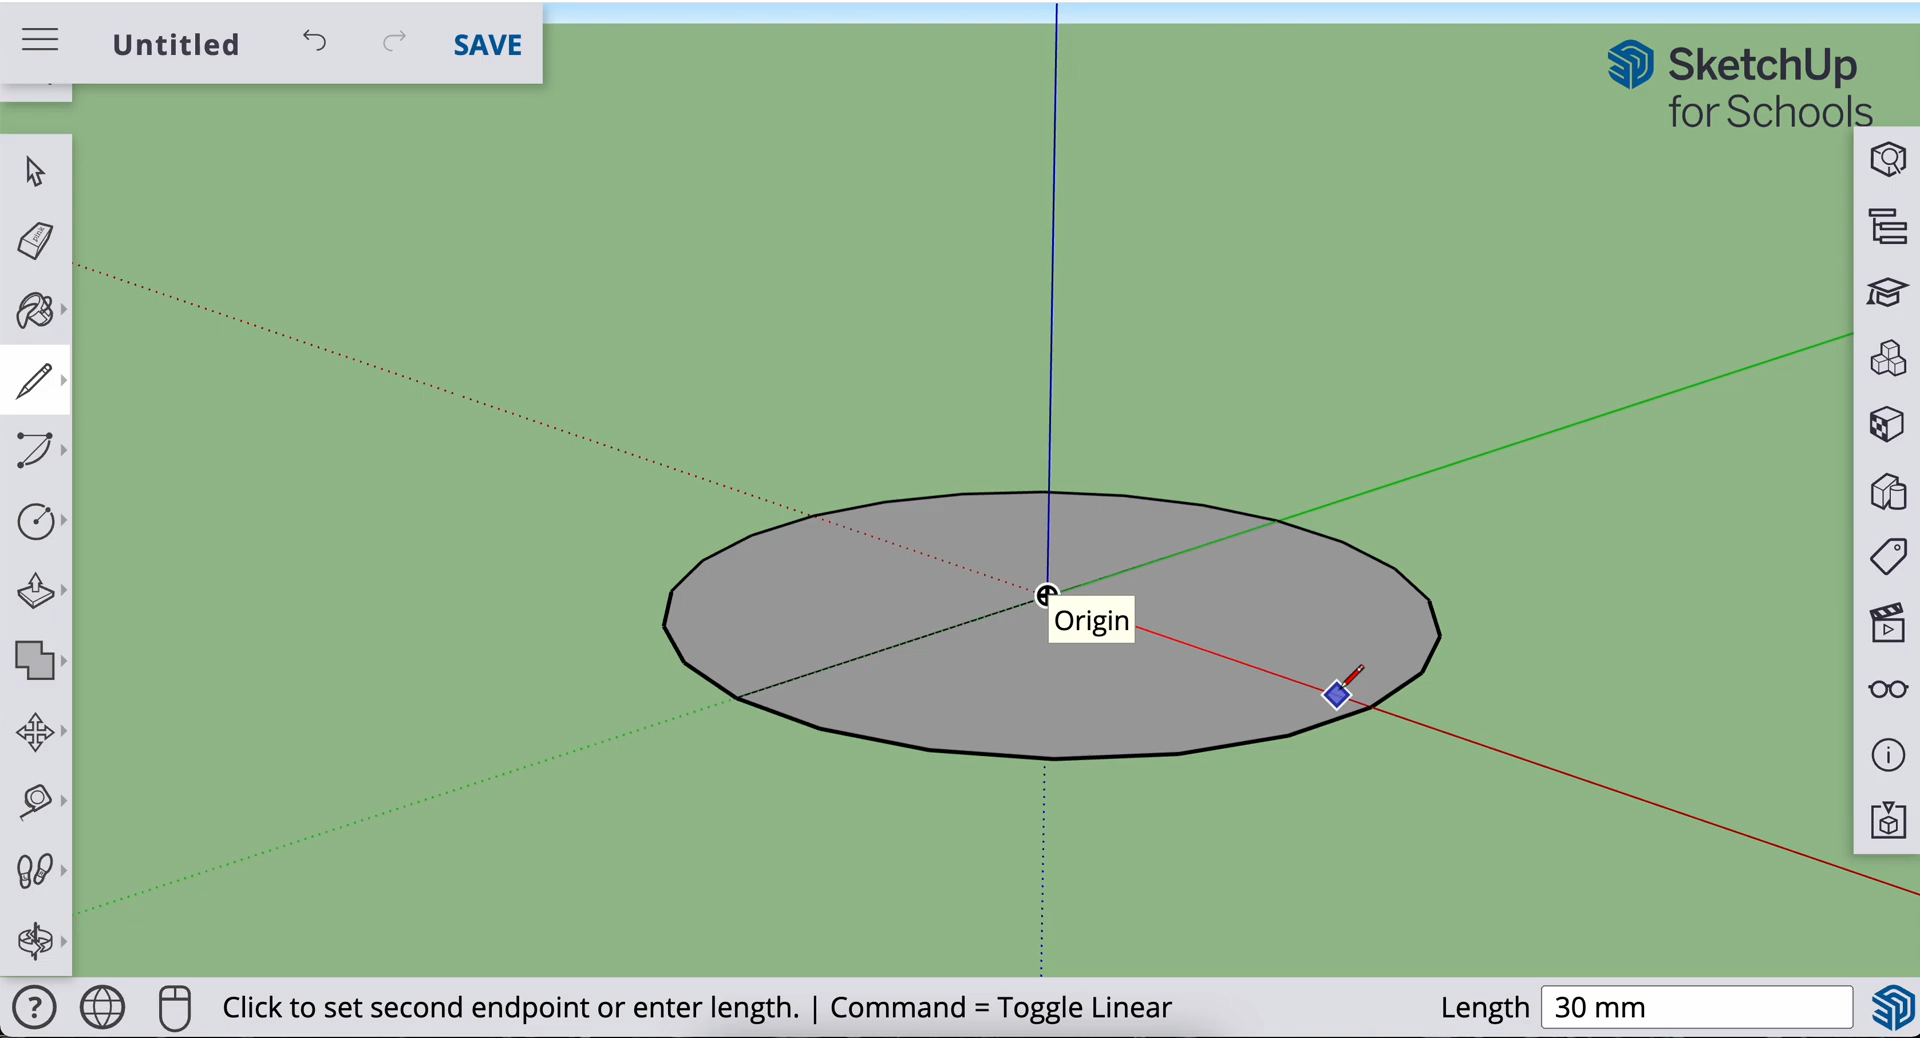 Untitled
SAVE
SketchUp
for Schools
Origin
Click to set second endpoint or enter length. | Command = Toggle Linear
Length
30 mm